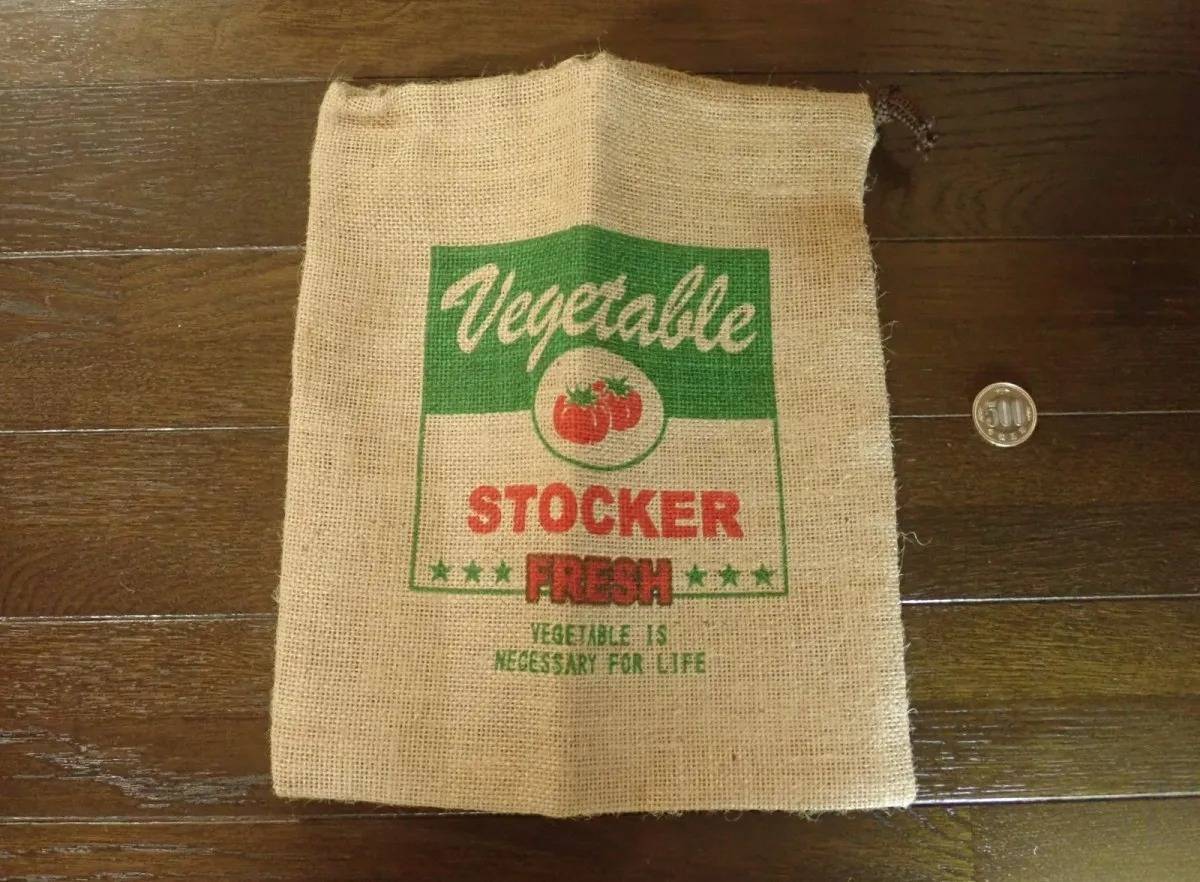 Vegetable
STOCKER
★★★ FRESH ★★★
VEGETABLE IS
NECESSARY FOR LIFE
500